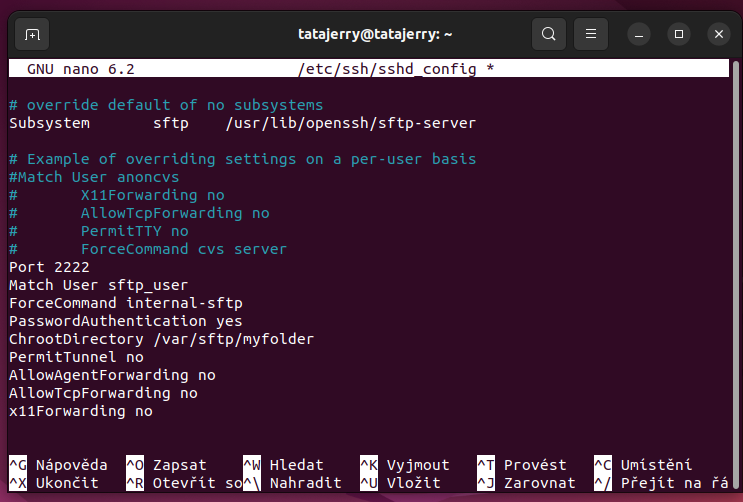 tatajerry@tatajerry: ~
GNU nano 6.2 /etc/ssh/sshd_config *
# override default of no subsystems
Subsystem sftp /usr/lib/openssh/sftp-server
# Example of overriding settings on a per-user basis
#Match User anoncvs
# X11Forwarding no
# AllowTcpForwarding no
# PermitTTY no
# ForceCommand cvs server
Port 2222
Match User sftp_user
ForceCommand internal-sftp
PasswordAuthentication yes
ChrootDirectory /var/sftp/myfolder
PermitTunnel no
AllowAgentForwarding no
AllowTcpForwarding no
x11Forwarding no
^G Nápověda ^O Zapsat ^W Hledat ^K Vyjmout ^T Provést ^C Umístění
^X Ukončit ^R Otevřít so^\ Nahradit ^U Vložit ^J Zarovnat ^/ Přejít na řá